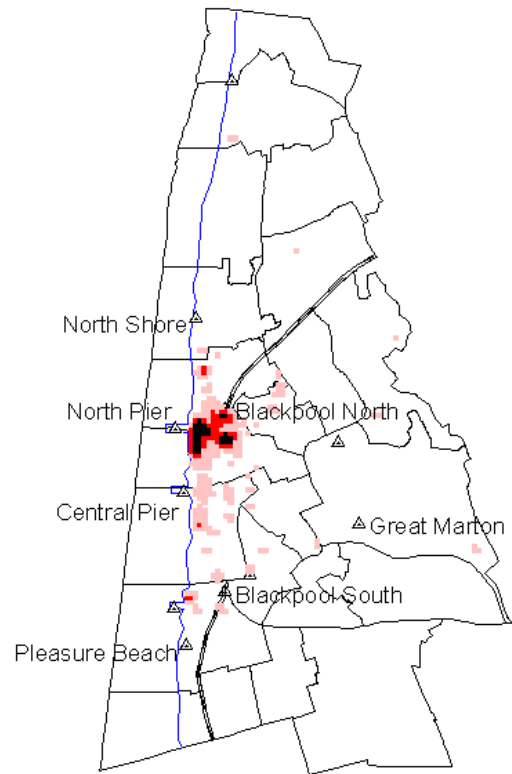 North Shore
North Pier
Blackpool North
Central Pier
Great Marton
Blackpool South
Pleasure Beach